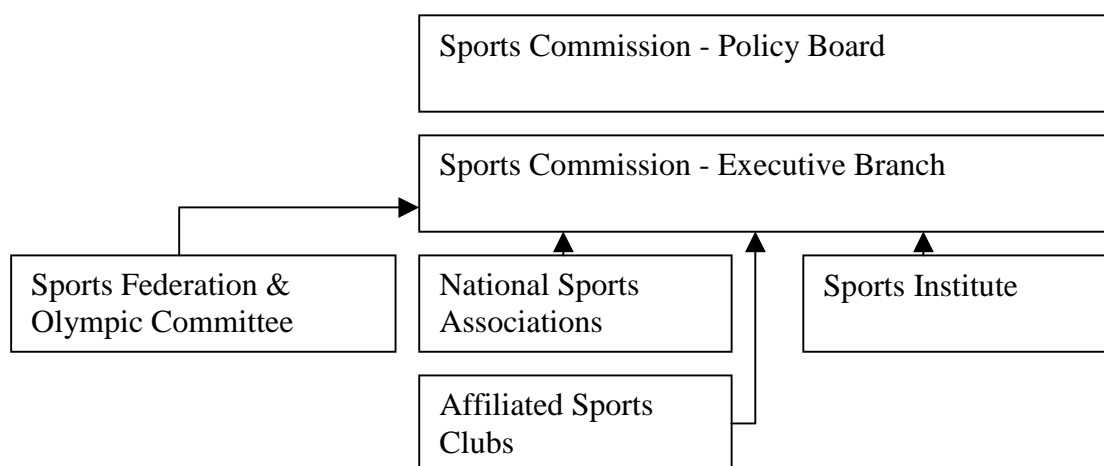 Sports Commission - Policy Board
Sports Commission - Executive Branch
Sports Federation &
Olympic Committee
National Sports
Associations
Sports Institute
Affiliated Sports
Clubs